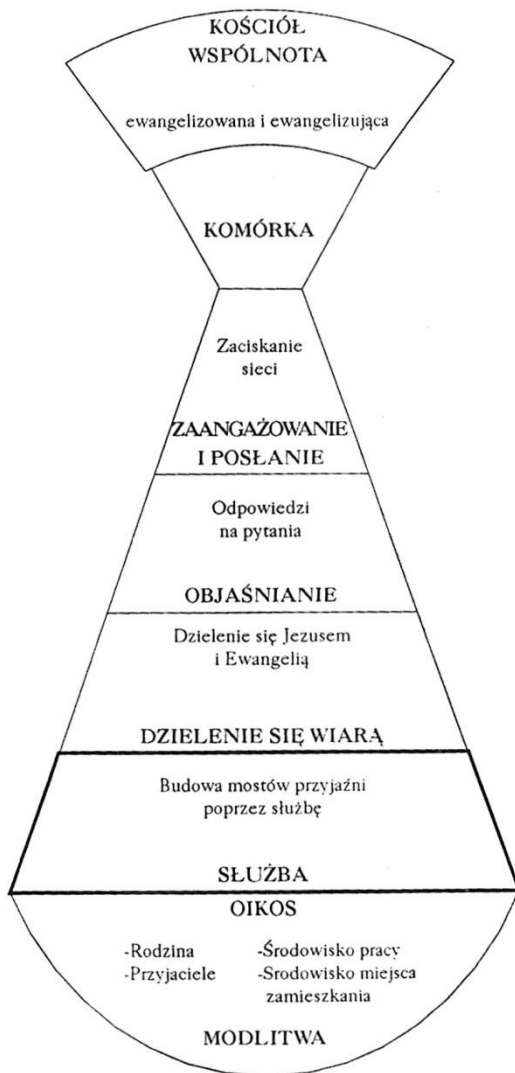 KOŚCIÓŁ
WSPÓLNOTA
ewangelizowana i ewangelizująca
KOMÓRKA
Zaciskanie
sieci
ZAANGAŻOWANIE
I POSŁANIE
Odpowiedzi
na pytania
OBJAŚNIANIE
Dzielenie się Jezusem
i Ewangelią
DZIELENIE SIĘ WIARĄ
Budowa mostów przyjaźni
poprzez służbę
SŁUŻBA
OIKOS
-Rodzina -Środowisko pracy
-Przyjaciele -Srodowisko miejsca
zamieszkania
MODLITWA